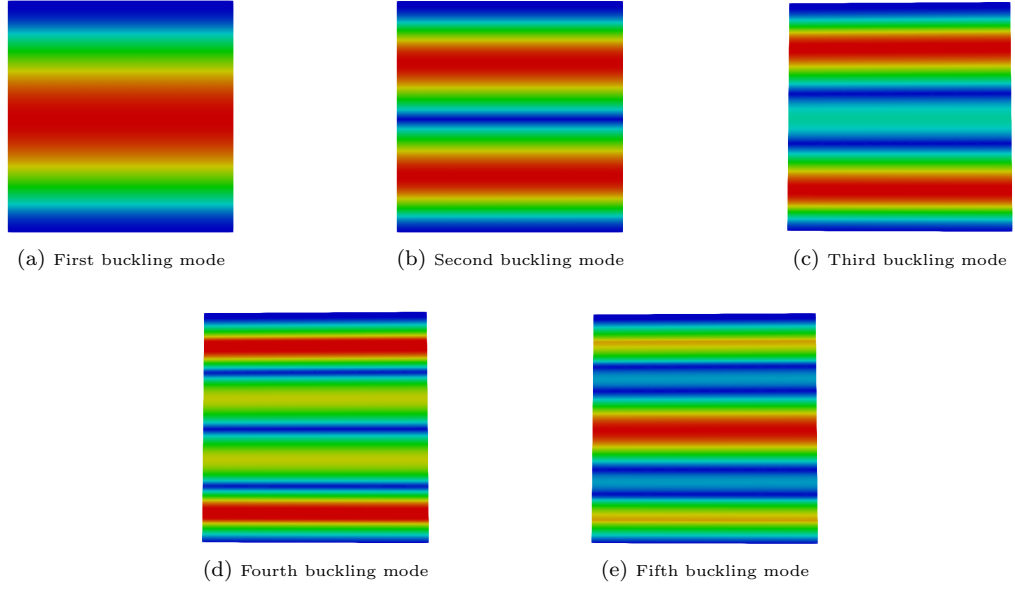 (a) First buckling mode
(b) Second buckling mode
(c) Third buckling mode
(d) Fourth buckling mode
(e) Fifth buckling mode